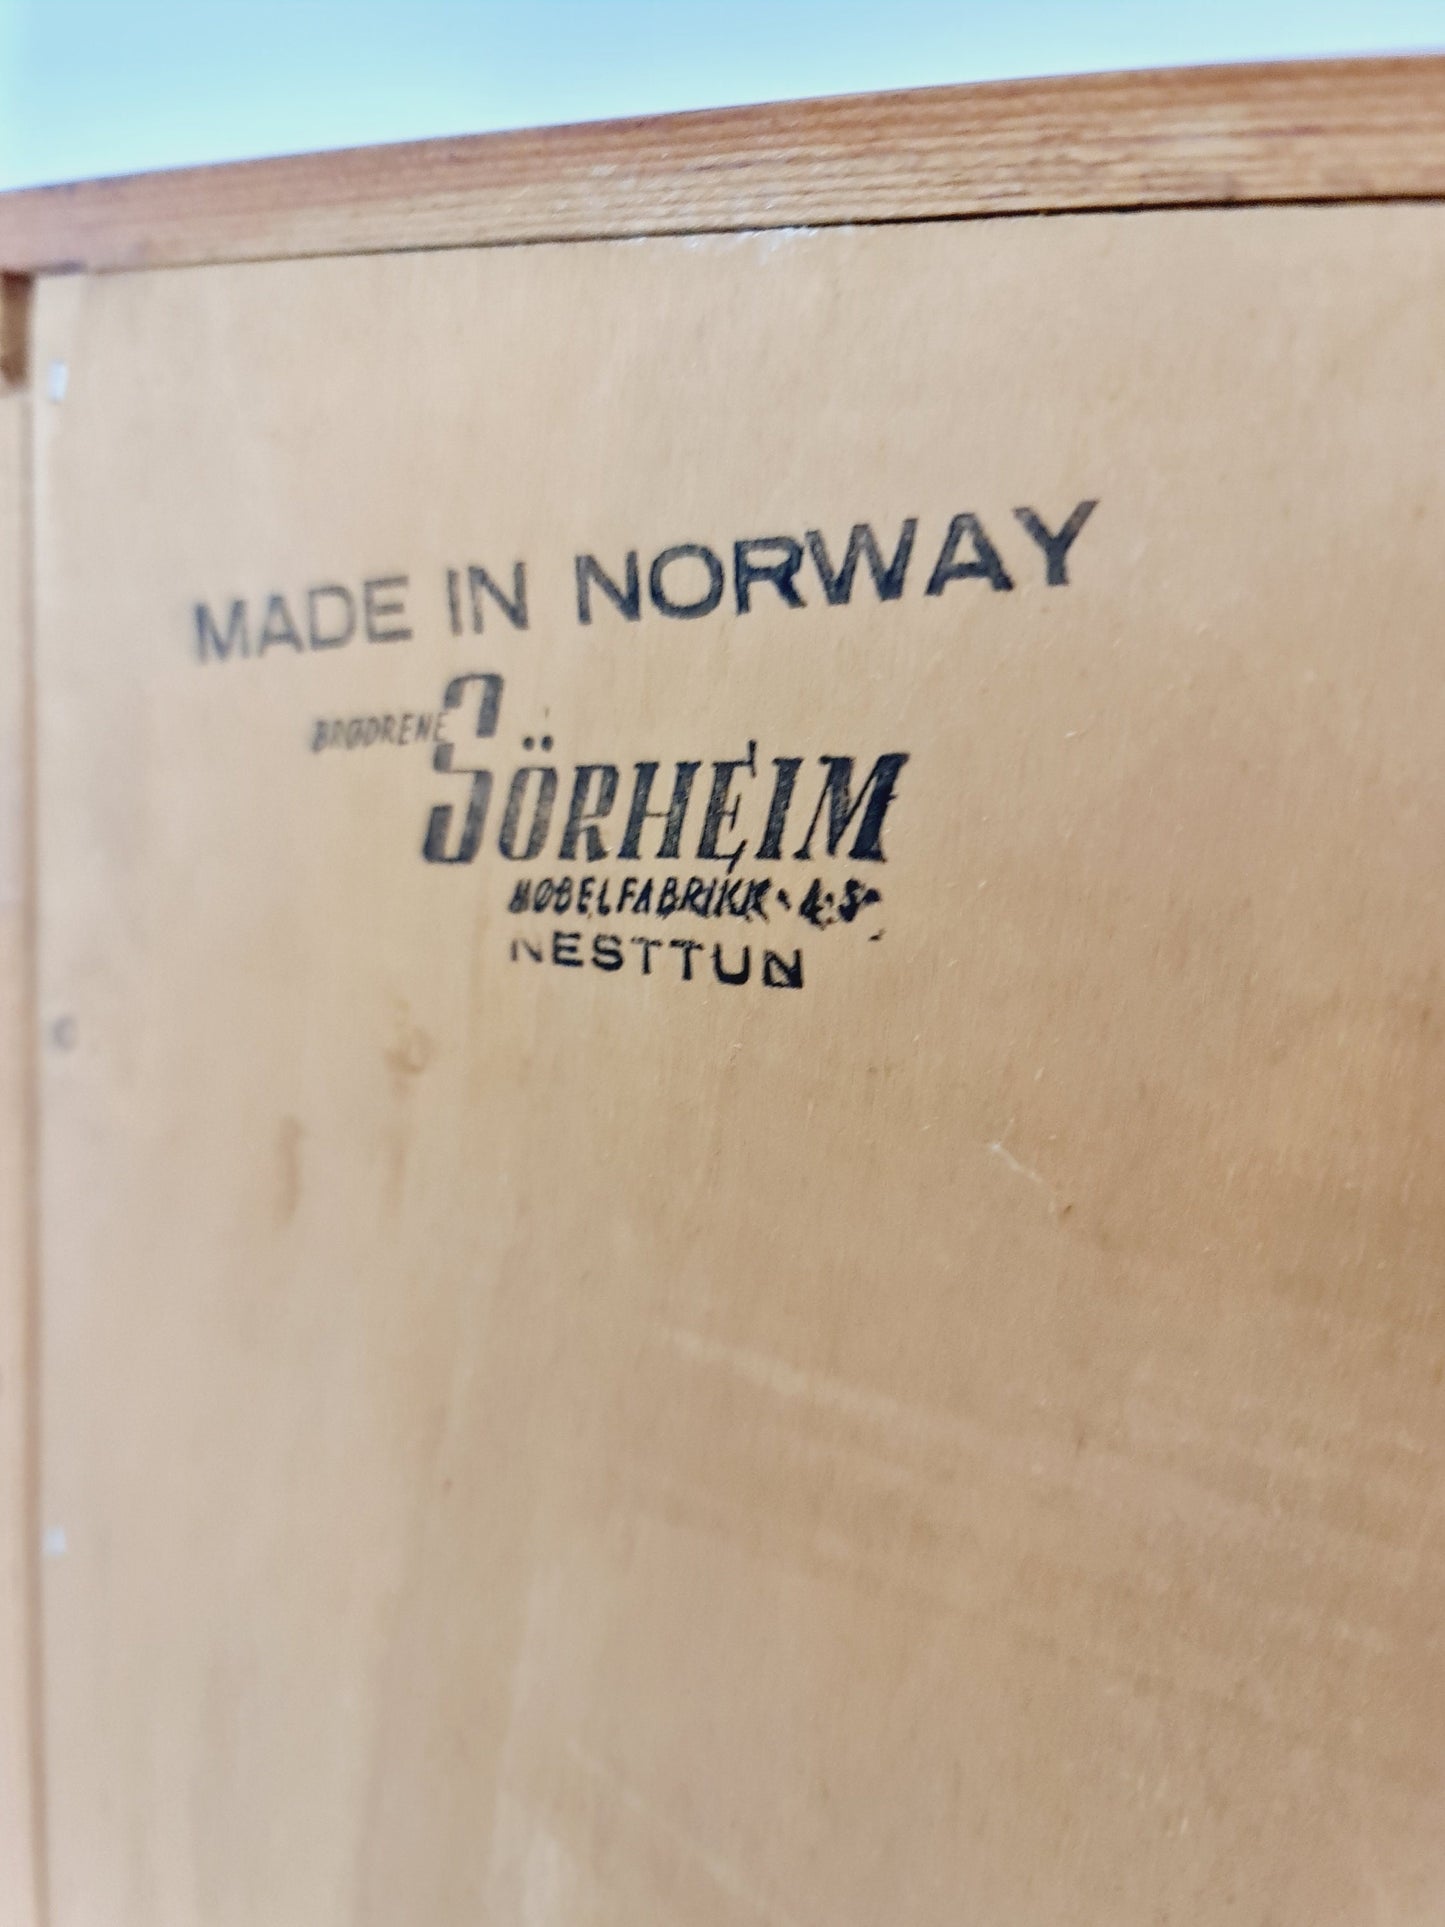 MADE IN NORWAY
BRØDRENE SÖRHEIM
MØBELFABRIKK · A·S
NESTTUN